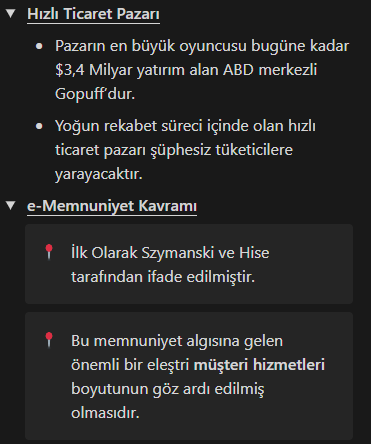 Hızlı Ticaret Pazarı
Pazarın en büyük oyuncusu bugüne kadar
$3,4 Milyar yatırım alan ABD merkezli
Gopuff'dur.
Yoğun rekabet süreci içinde olan hızlı
ticaret pazarı şüphesiz tüketicilere
yarayacaktır.
e-Memnuniyet Kavramı
İlk Olarak Szymanski ve Hise
tarafından ifade edilmiştir.
Bu memnuniyet algısına gelen
önemli bir eleştri müşteri hizmetleri
boyutunun göz ardı edilmiş
olmasıdır.